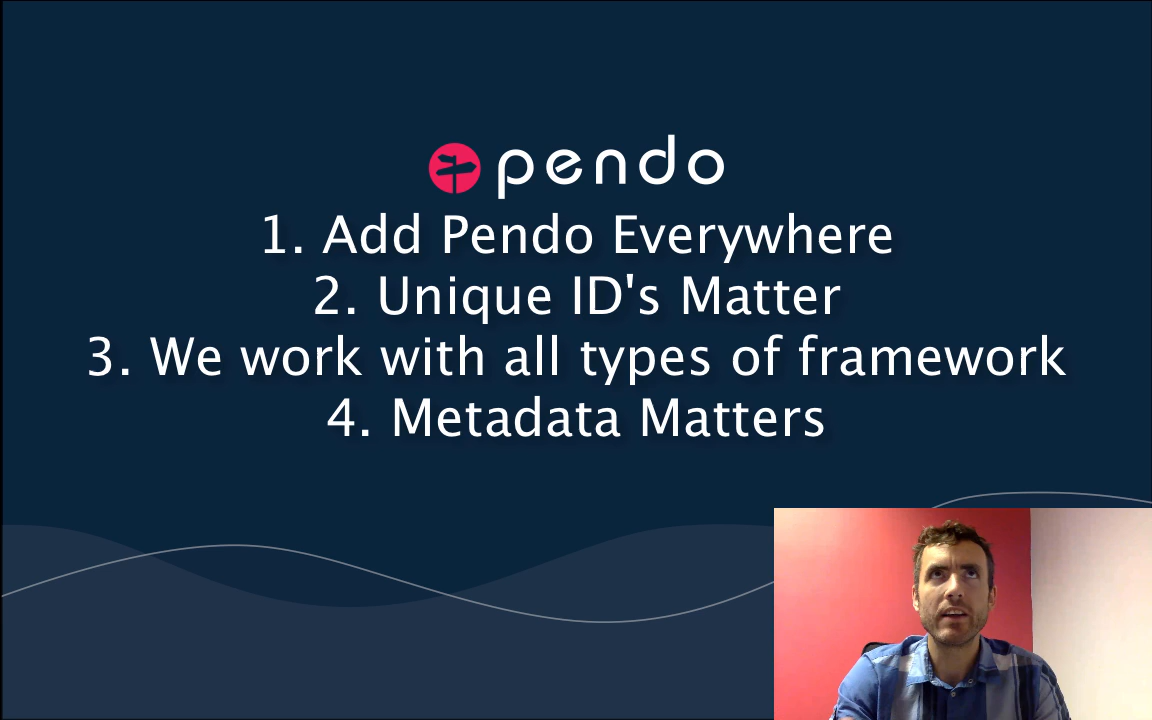 pendo
1. Add Pendo Everywhere
2. Unique ID's Matter
3. We work with all types of framework
4. Metadata Matters